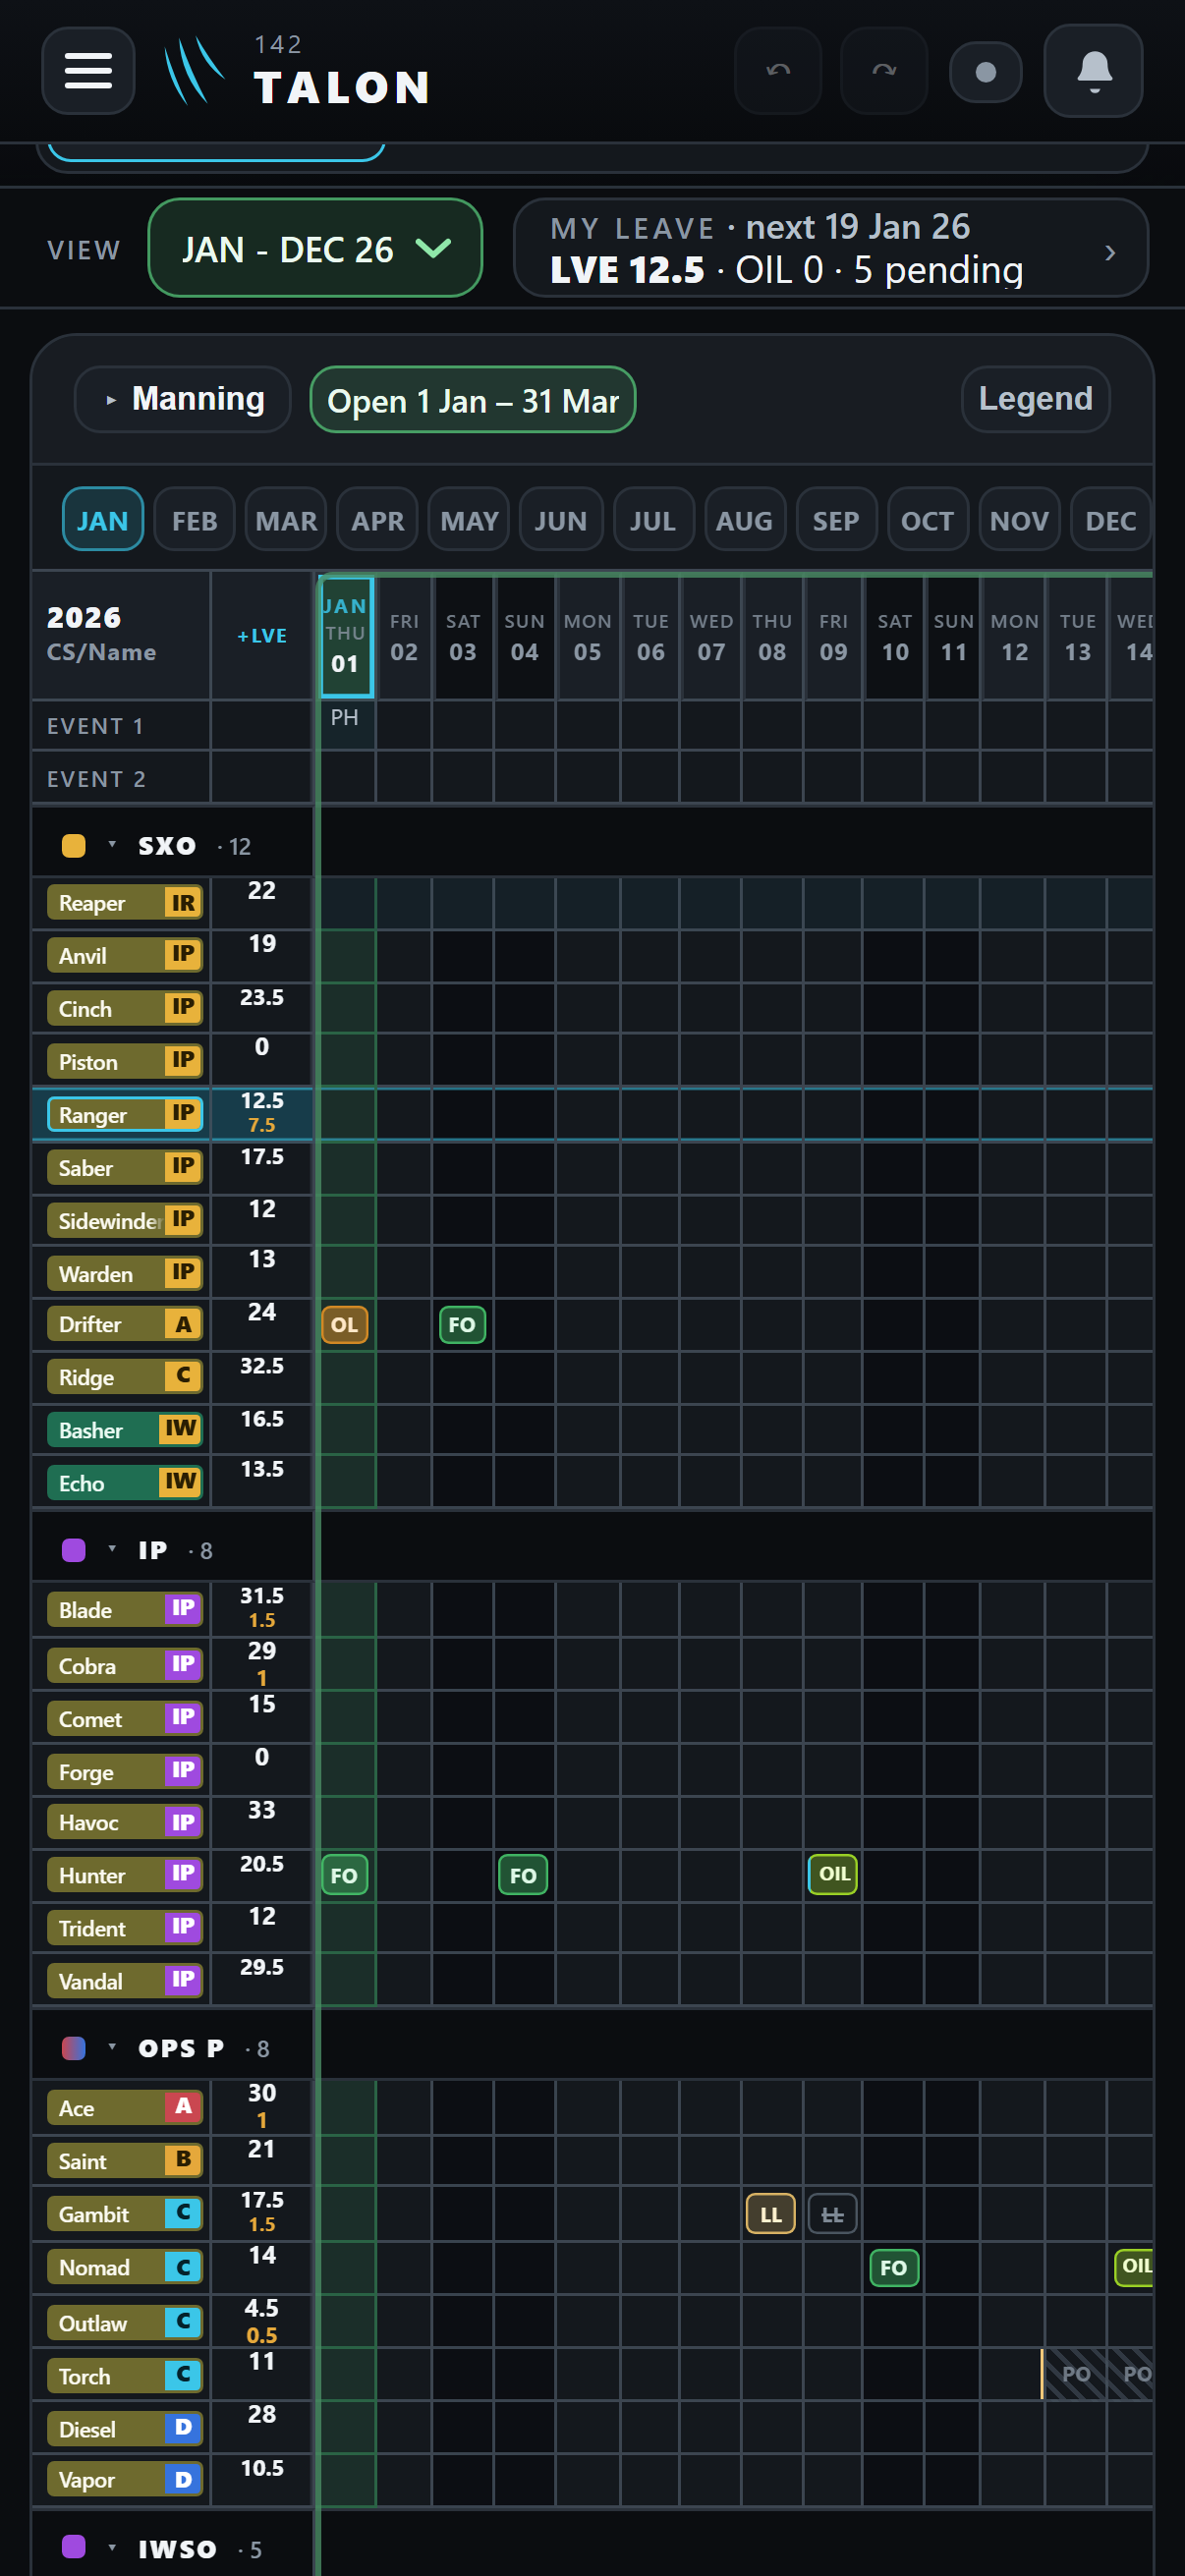 142
TALON
VIEW
JAN - DEC 26
MY LEAVE · next 19 Jan 26
LVE 12.5 · OIL 0 · 5 pending
Manning
Open 1 Jan – 31 Mar
Legend
JAN FEB MAR APR MAY JUN JUL AUG SEP OCT NOV DEC
2026
CS/Name
+LVE
JAN
THU 01
FRI 02
SAT 03
SUN 04
MON 05
TUE 06
WED 07
THU 08
FRI 09
SAT 10
SUN 11
MON 12
TUE 13
WED 14
EVENT 1 PH
EVENT 2
SXO · 12
Reaper IR 22
Anvil IP 19
Cinch IP 23.5
Piston IP 0
Ranger IP 12.5 7.5
Saber IP 17.5
Sidewinder IP 12
Warden IP 13
Drifter A 24 OL FO
Ridge C 32.5
Basher IW 16.5
Echo IW 13.5
IP · 8
Blade IP 31.5 1.5
Cobra IP 29 1
Comet IP 15
Forge IP 0
Havoc IP 33
Hunter IP 20.5 FO FO OIL
Trident IP 12
Vandal IP 29.5
OPS P · 8
Ace A 30 1
Saint B 21
Gambit C 17.5 1.5 LL LL
Nomad C 14 FO OIL
Outlaw C 4.5 0.5
Torch C 11 PO PO
Diesel D 28
Vapor D 10.5
IWSO · 5